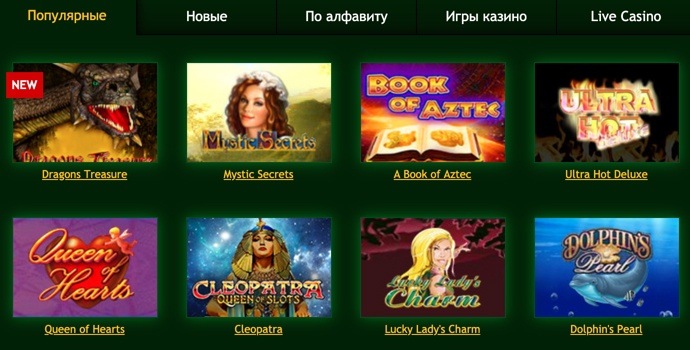 Популярные
Новые
По алфавиту
Игры казино
Live Casino
NEW
Dragons Treasure
Mystic Secrets
BOOK
OF AZTEC
ULTRA
HOT
Dragons Treasure
Mystic Secrets
A Book of Aztec
Ultra Hot Deluxe
Queen
of
Hearts
CLEOPATRA
QUEEN OF SLOTS
Lucky Lady's
Charm
DOLPHIN'S
Pearl
Queen of Hearts
Cleopatra
Lucky Lady's Charm
Dolphin's Pearl